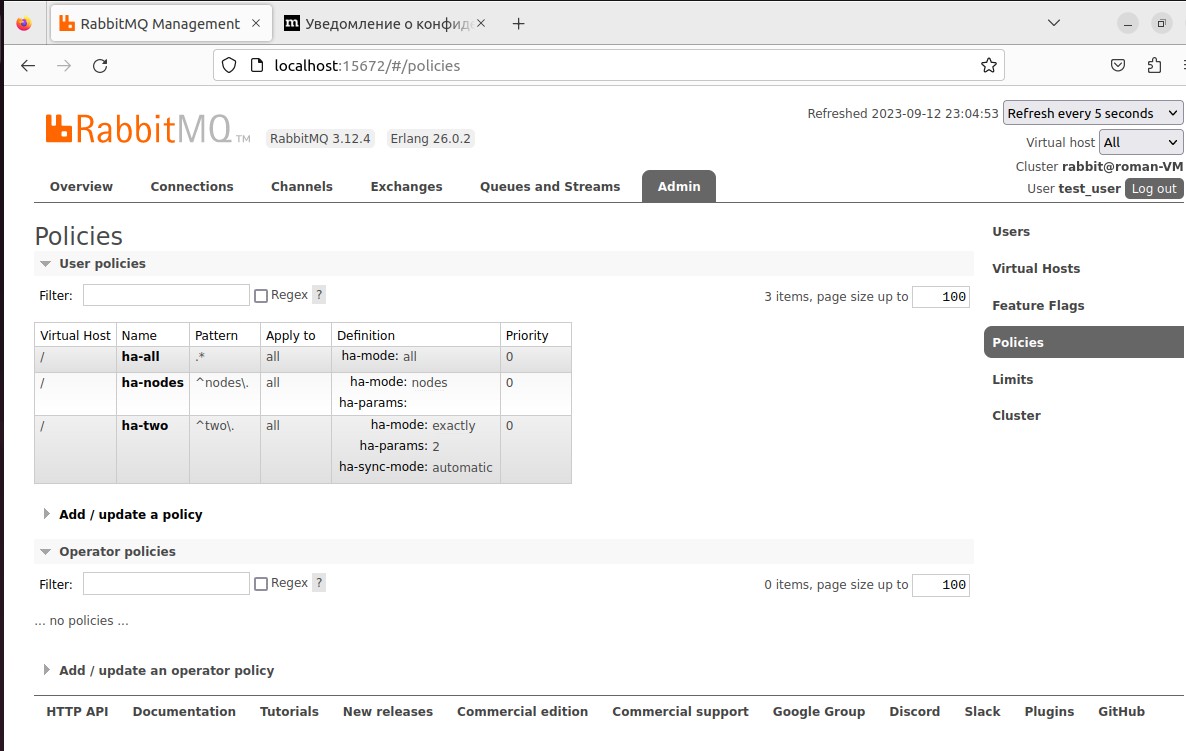 RabbitMQ Management
Уведомление о конфиде
localhost:15672/#/policies
RabbitMQ TM
RabbitMQ 3.12.4
Erlang 26.0.2
Refreshed 2023-09-12 23:04:53
Refresh every 5 seconds
Virtual host All
Cluster rabbit@roman-VM
User test_user Log out
Overview Connections Channels Exchanges Queues and Streams Admin
Policies
User policies
Filter: Regex ? 3 items, page size up to 100
Virtual Host Name Pattern Apply to Definition Priority
/ ha-all .* all ha-mode: all 0
/ ha-nodes ^nodes\. all ha-mode: nodes 0
ha-params:
/ ha-two ^two\. all ha-mode: exactly 0
ha-params: 2
ha-sync-mode: automatic
Add / update a policy
Operator policies
Filter: Regex ? 0 items, page size up to 100
... no policies ...
Add / update an operator policy
Users
Virtual Hosts
Feature Flags
Policies
Limits
Cluster
HTTP API Documentation Tutorials New releases Commercial edition Commercial support Google Group Discord Slack Plugins GitHub